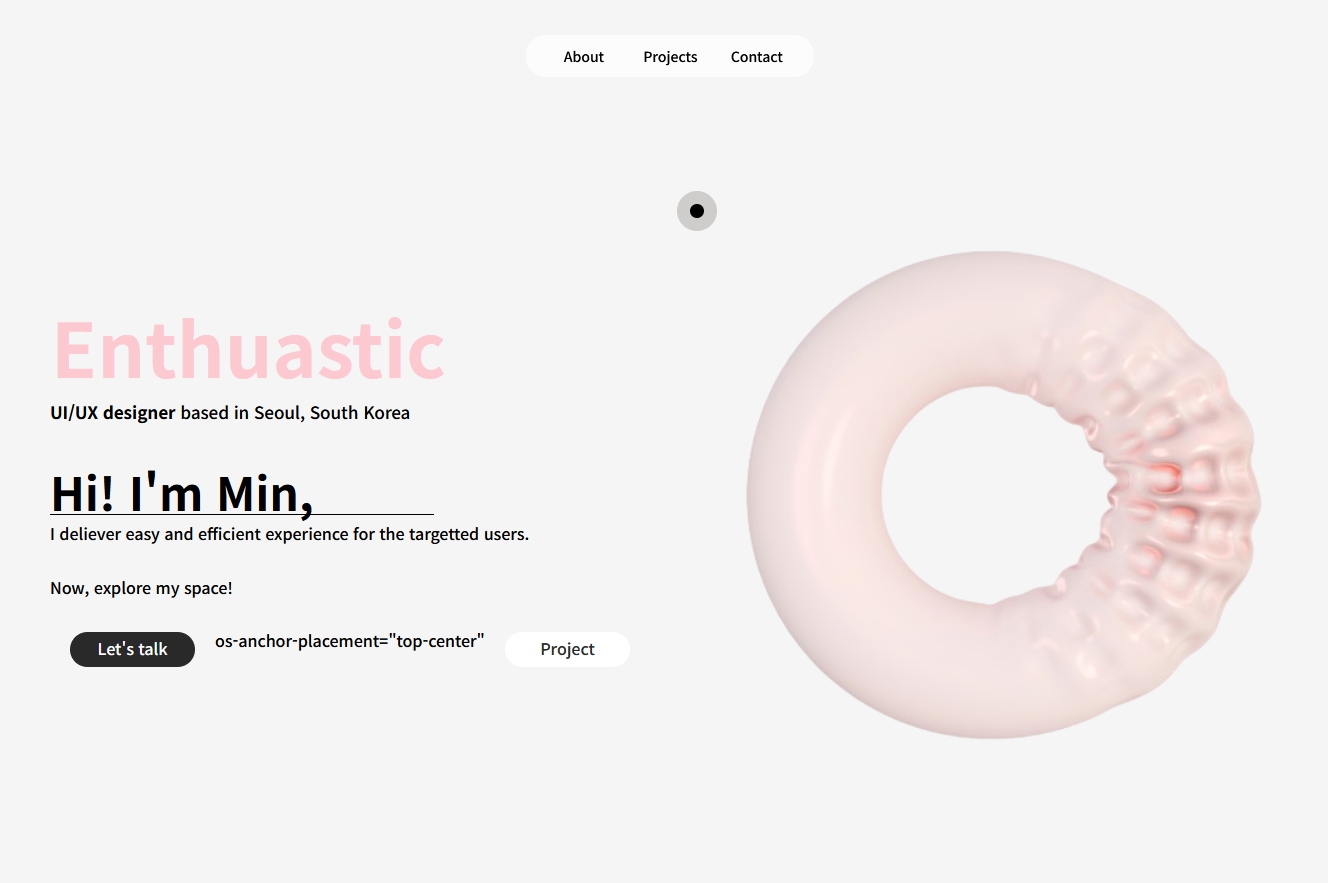 About Projects Contact
Enthuastic
UI/UX designer based in Seoul, South Korea
Hi! I'm Min,
I deliever easy and efficient experience for the targetted users.
Now, explore my space!
Let's talk os-anchor-placement="top-center" Project